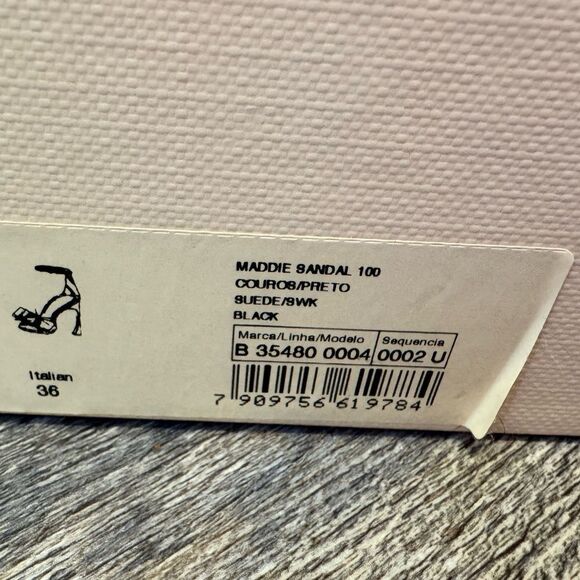 MADDIE SANDAL 100
COUROS/PRETO
SUEDE/SWK
BLACK
Marca/Linha/Modelo Sequencia
B 35480 0004 0002 U
7 909756 619784
Italian
36